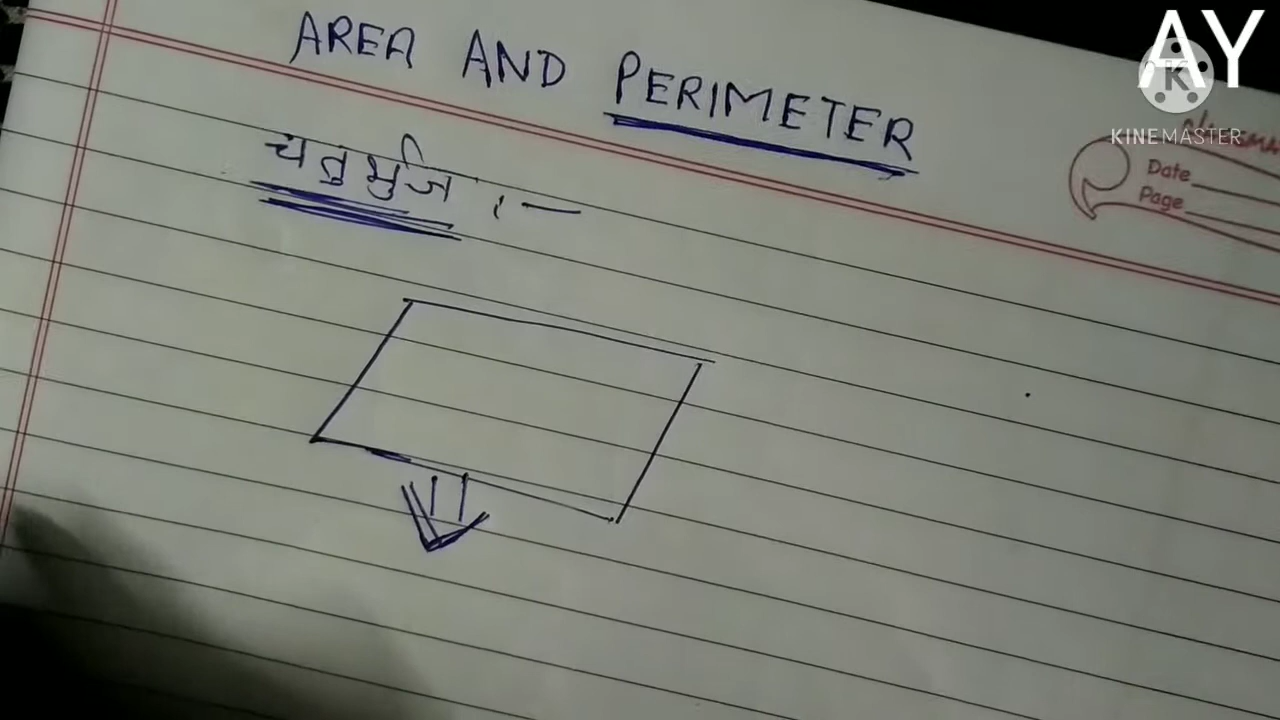 AY
KINEMASTER
AREA AND PERIMETER
Date
Page
चतुर्भुज :-